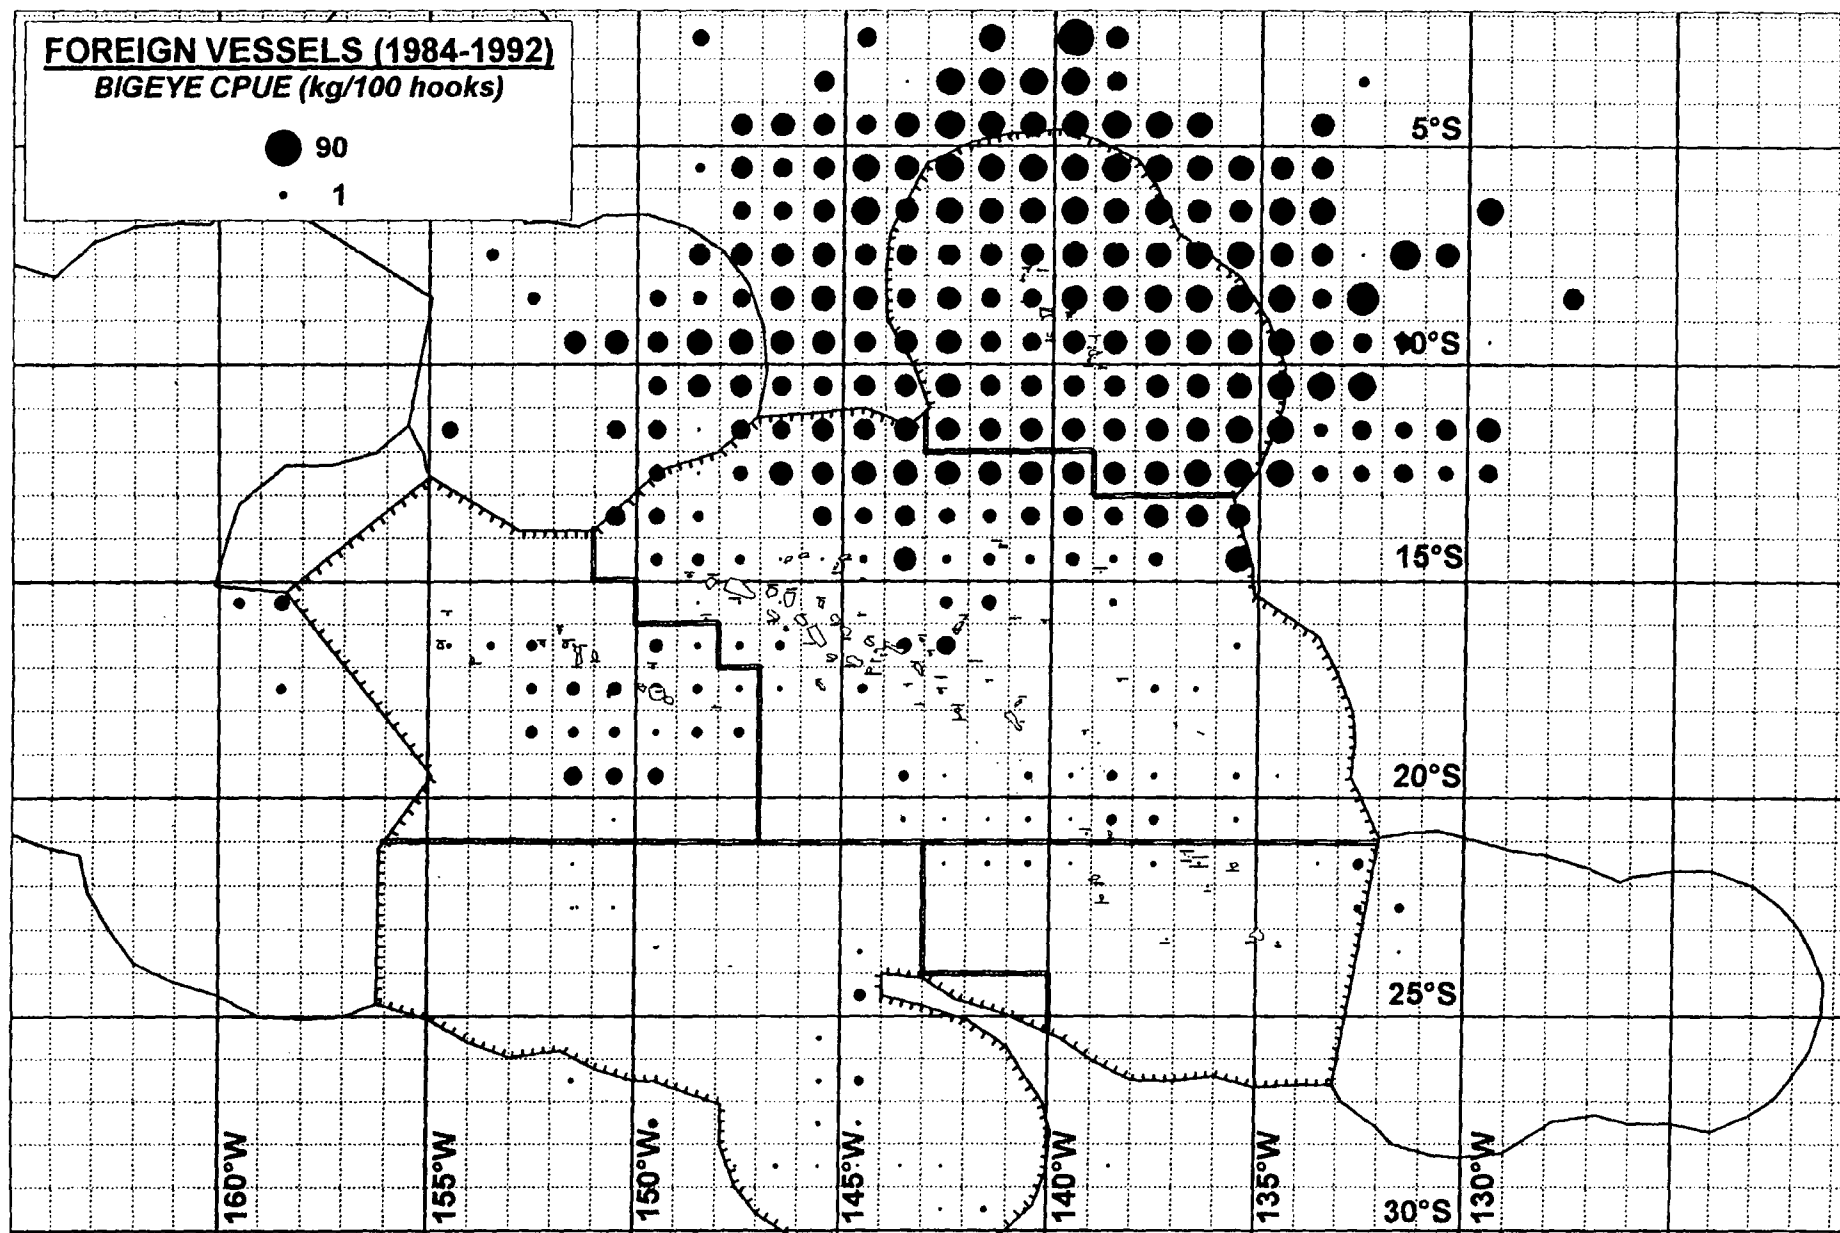 FOREIGN VESSELS (1984-1992)
BIGEYE CPUE (kg/100 hooks)
90
1
5°S
10°S
15°S
20°S
25°S
30°S
160°W
155°W
150°W
145°W
140°W
135°W
130°W